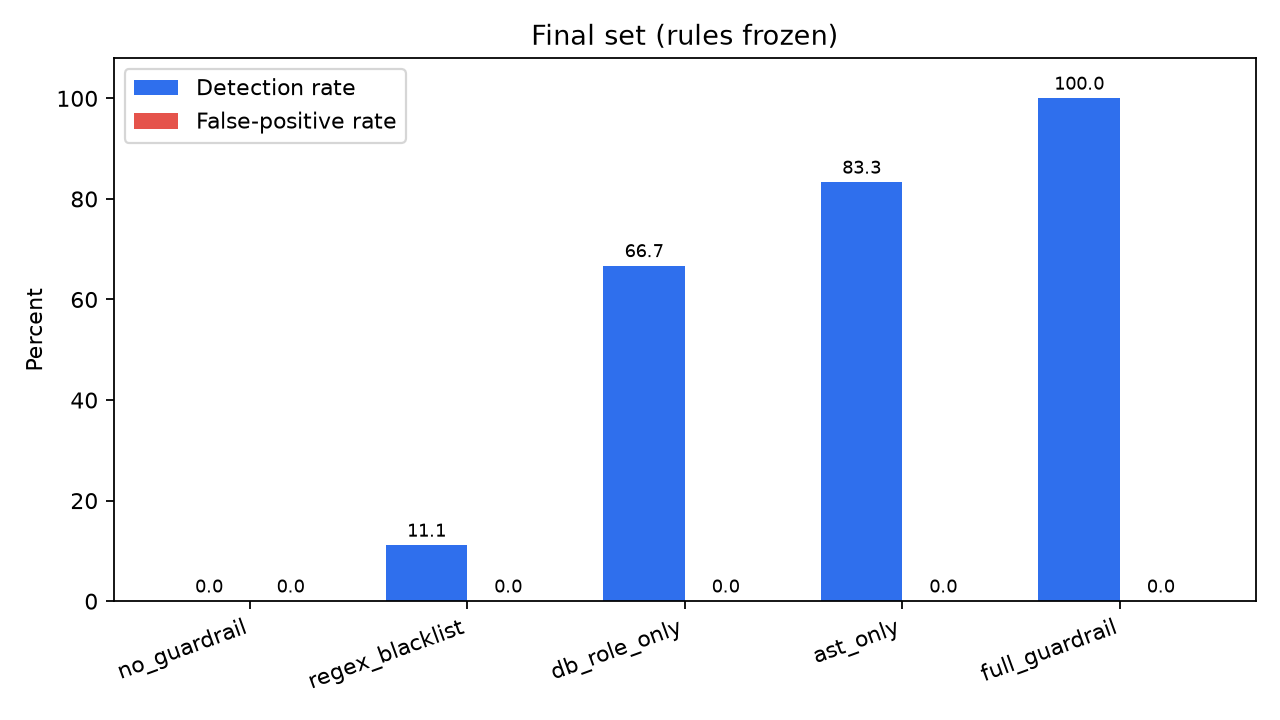 Final set (rules frozen)
Detection rate
False-positive rate
Percent
100
80
60
40
20
0
0.0
0.0
11.1
0.0
66.7
0.0
83.3
0.0
100.0
0.0
no_guardrail
regex_blacklist
db_role_only
ast_only
full_guardrail